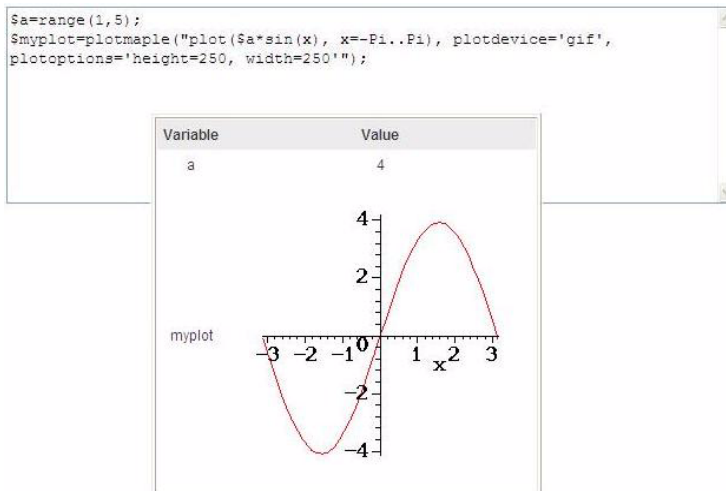 $a=range(1,5);
$myplot=plotmaple("plot($a*sin(x), x=-Pi..Pi), plotdevice='gif',
plotoptions='height=250, width=250'");
Variable Value
a 4
4
2
myplot
-3 -2 -1 0 1 2 3
x
-2
-4